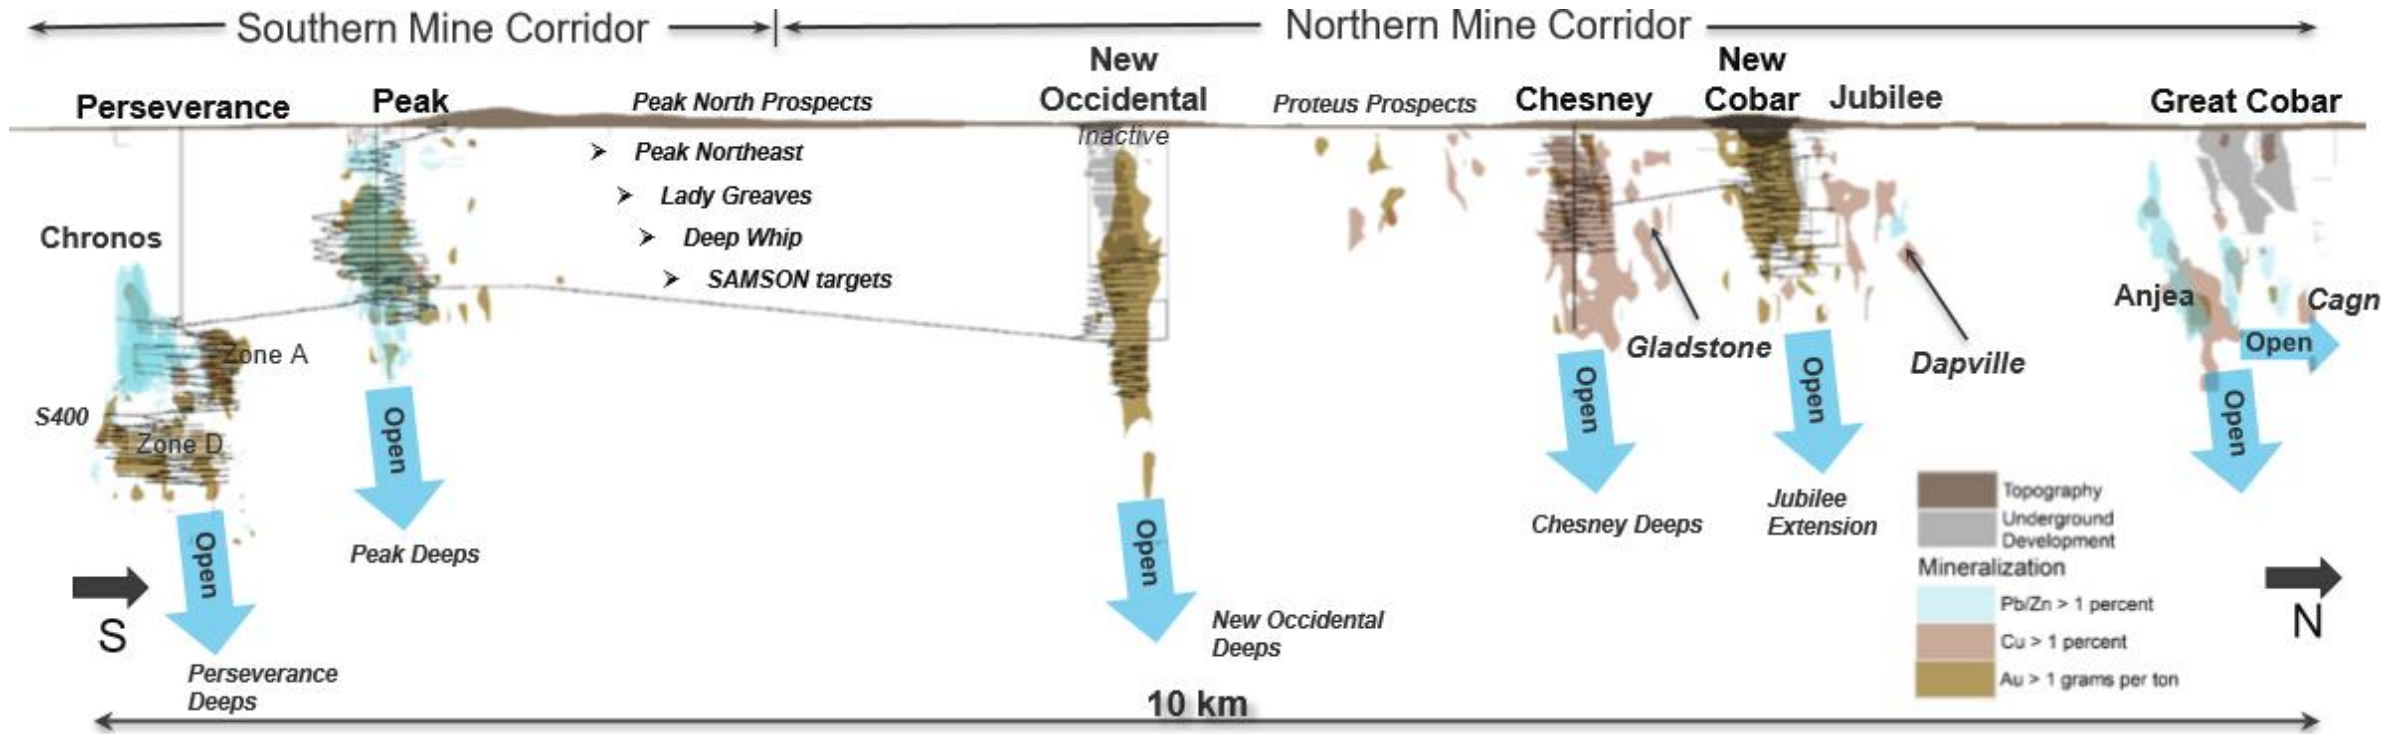 Southern Mine Corridor
Northern Mine Corridor
Perseverance
Peak
Peak North Prospects
New
Occidental
Inactive
Proteus Prospects
Chesney
New
Cobar
Jubilee
Great Cobar
Peak Northeast
Lady Greaves
Deep Whip
SAMSON targets
Chronos
Zone A
S400
Zone D
Anjea
Cagn
Open
Gladstone
Dapville
Open
Open
Open
Open
Open
Open
Peak Deeps
Chesney Deeps
Jubilee
Extension
New Occidental
Deeps
Perseverance
Deeps
Topography
Underground
Development
Mineralization
Pb/Zn > 1 percent
Cu > 1 percent
Au > 1 grams per ton
S
N
10 km